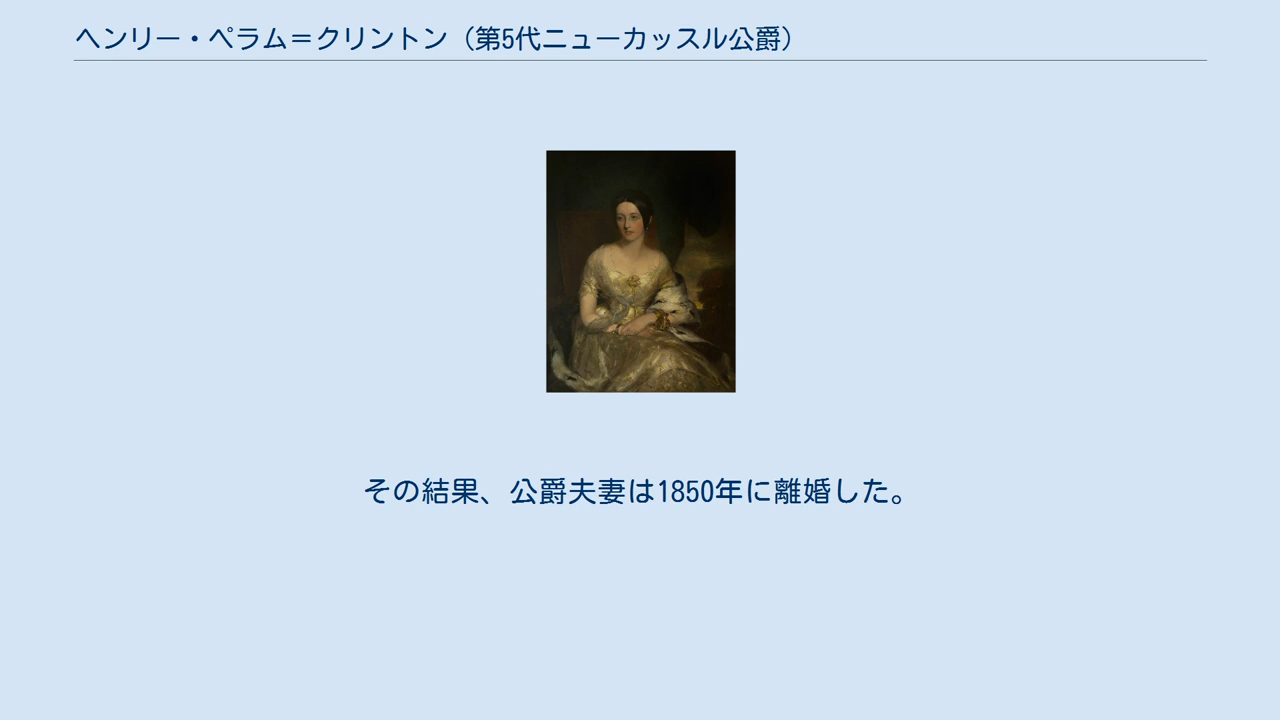 ヘンリー・ペラム＝クリントン（第5代ニューカッスル公爵）
その結果、公爵夫妻は1850年に離婚した。